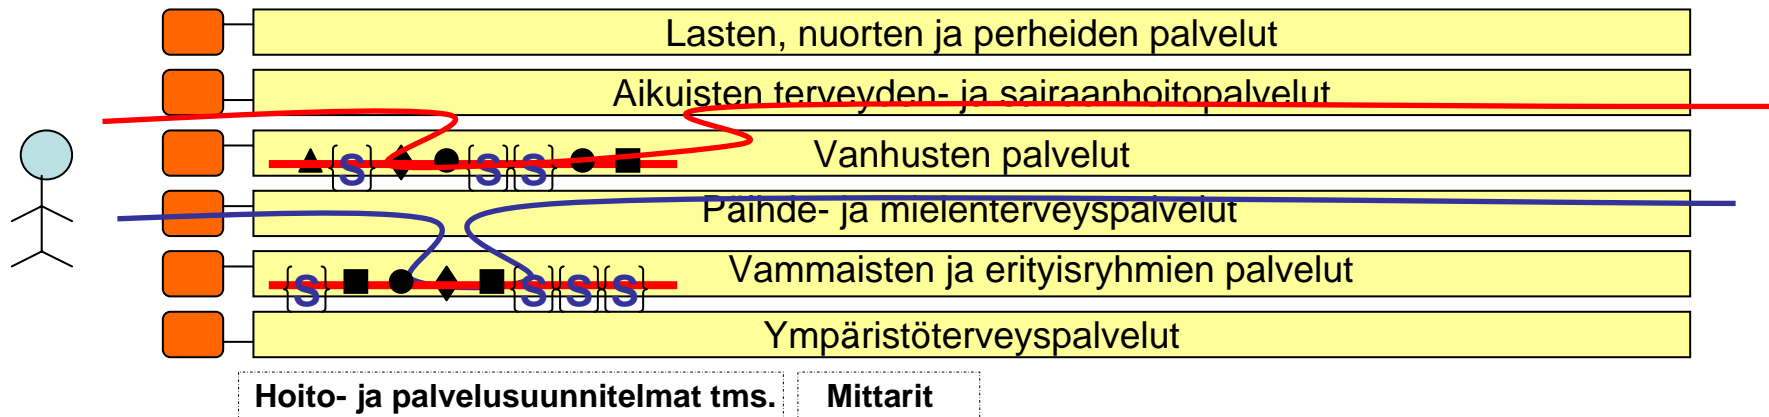 Lasten, nuorten ja perheiden palvelut
Aikuisten terveyden- ja sairaanhoitopalvelut
Vanhusten palvelut
{S} {S} {S}
Päihde- ja mielenterveyspalvelut
Vammaisten ja erityisryhmien palvelut
{S} {S} {S} {S}
Ympäristöterveyspalvelut
Hoito- ja palvelusuunnitelmat tms. Mittarit